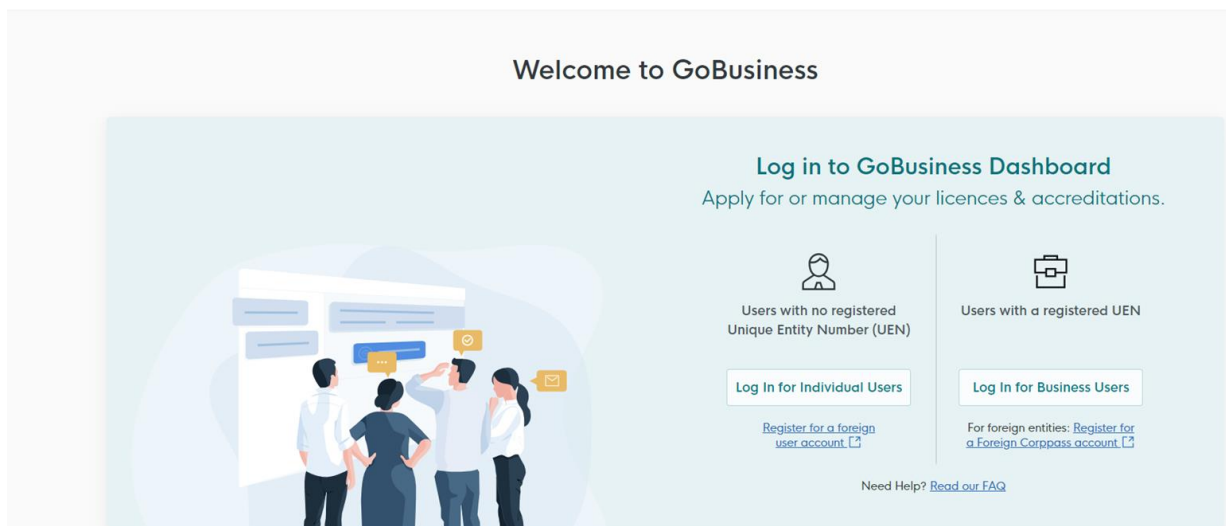 Welcome to GoBusiness
Log in to GoBusiness Dashboard
Apply for or manage your licences & accreditations.
Users with no registered
Unique Entity Number (UEN)
Log In for Individual Users
Register for a foreign
user account
Users with a registered UEN
Log In for Business Users
For foreign entities: Register for
a Foreign Corppass account
Need Help? Read our FAQ